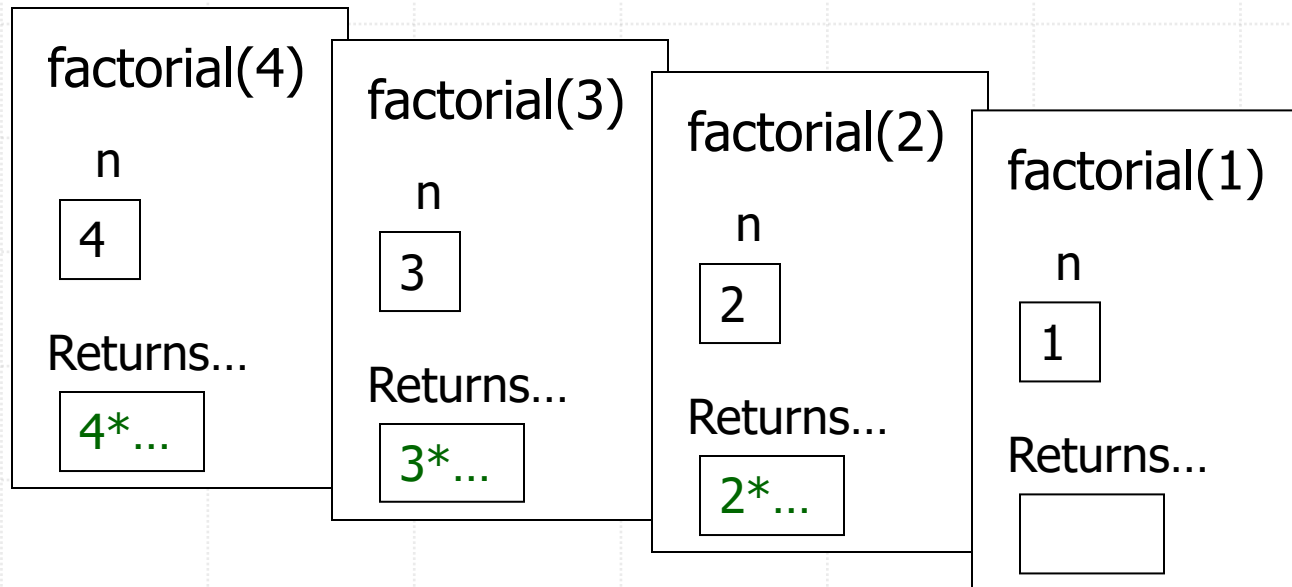 factorial(4)
n
4
Returns…
4*…
factorial(3)
n
3
Returns…
3*…
factorial(2)
n
2
Returns…
2*…
factorial(1)
n
1
Returns…